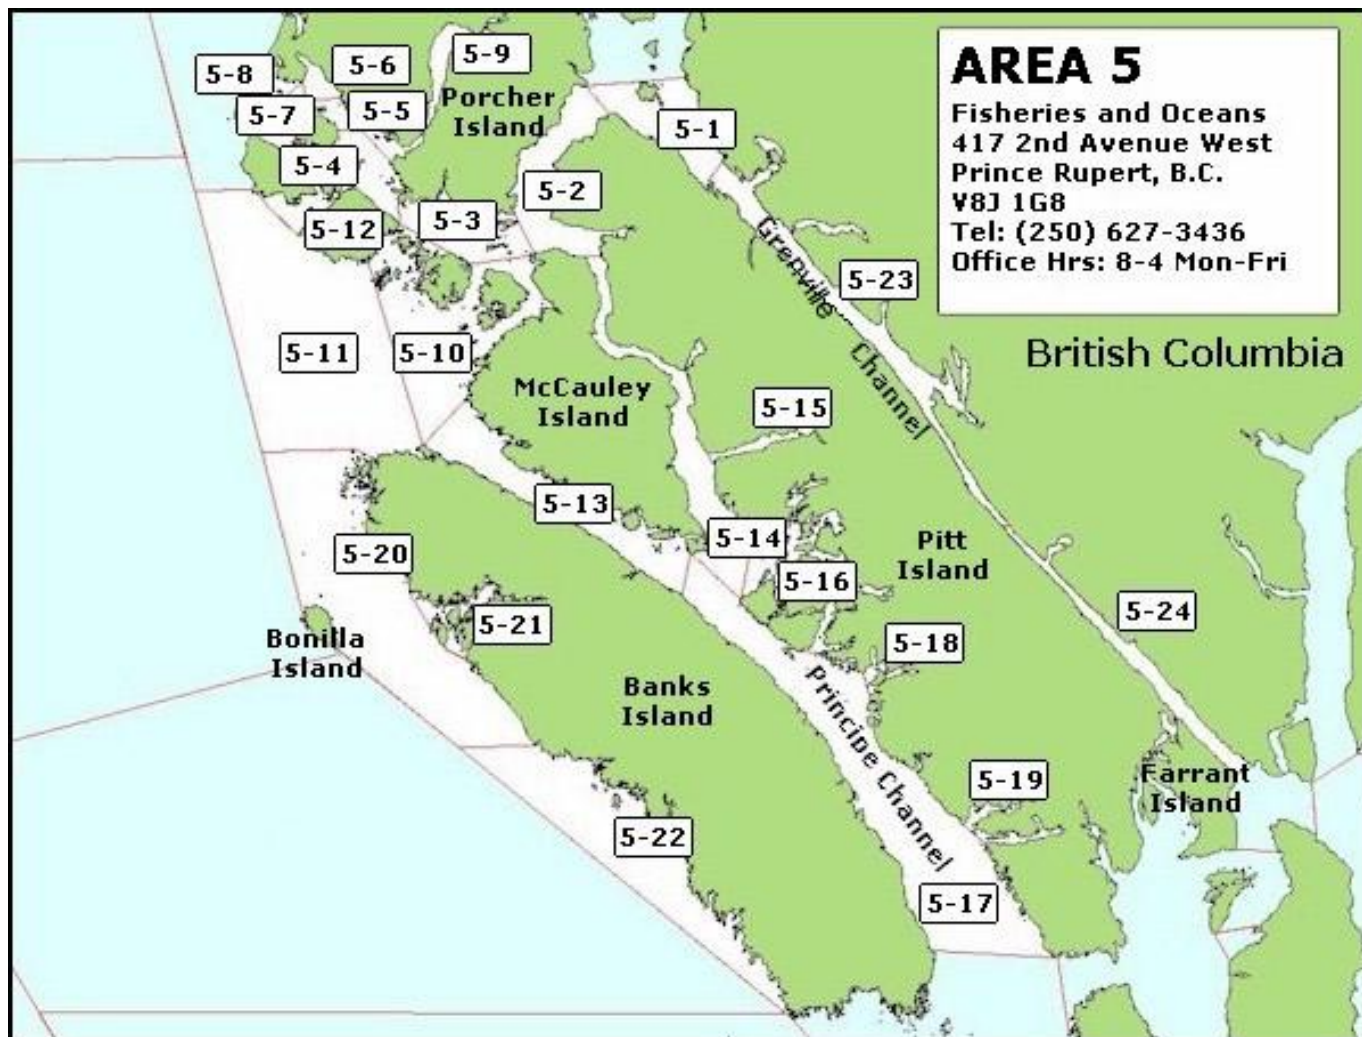 AREA 5
Fisheries and Oceans
417 2nd Avenue West
Prince Rupert, B.C.
V8J 1G8
Tel: (250) 627-3436
Office Hrs: 8-4 Mon-Fri
5-9
5-6
5-8
Porcher
Island
5-5
5-7
5-1
5-4
5-2
5-3
5-12
Grenville
Channel
5-23
British Columbia
5-11
5-10
McCauley
Island
5-15
5-13
5-14
Pitt
Island
5-20
5-16
5-24
5-21
Bonilla
Island
5-18
Banks
Island
Principe Channel
5-19
Farrant
Island
5-22
5-17